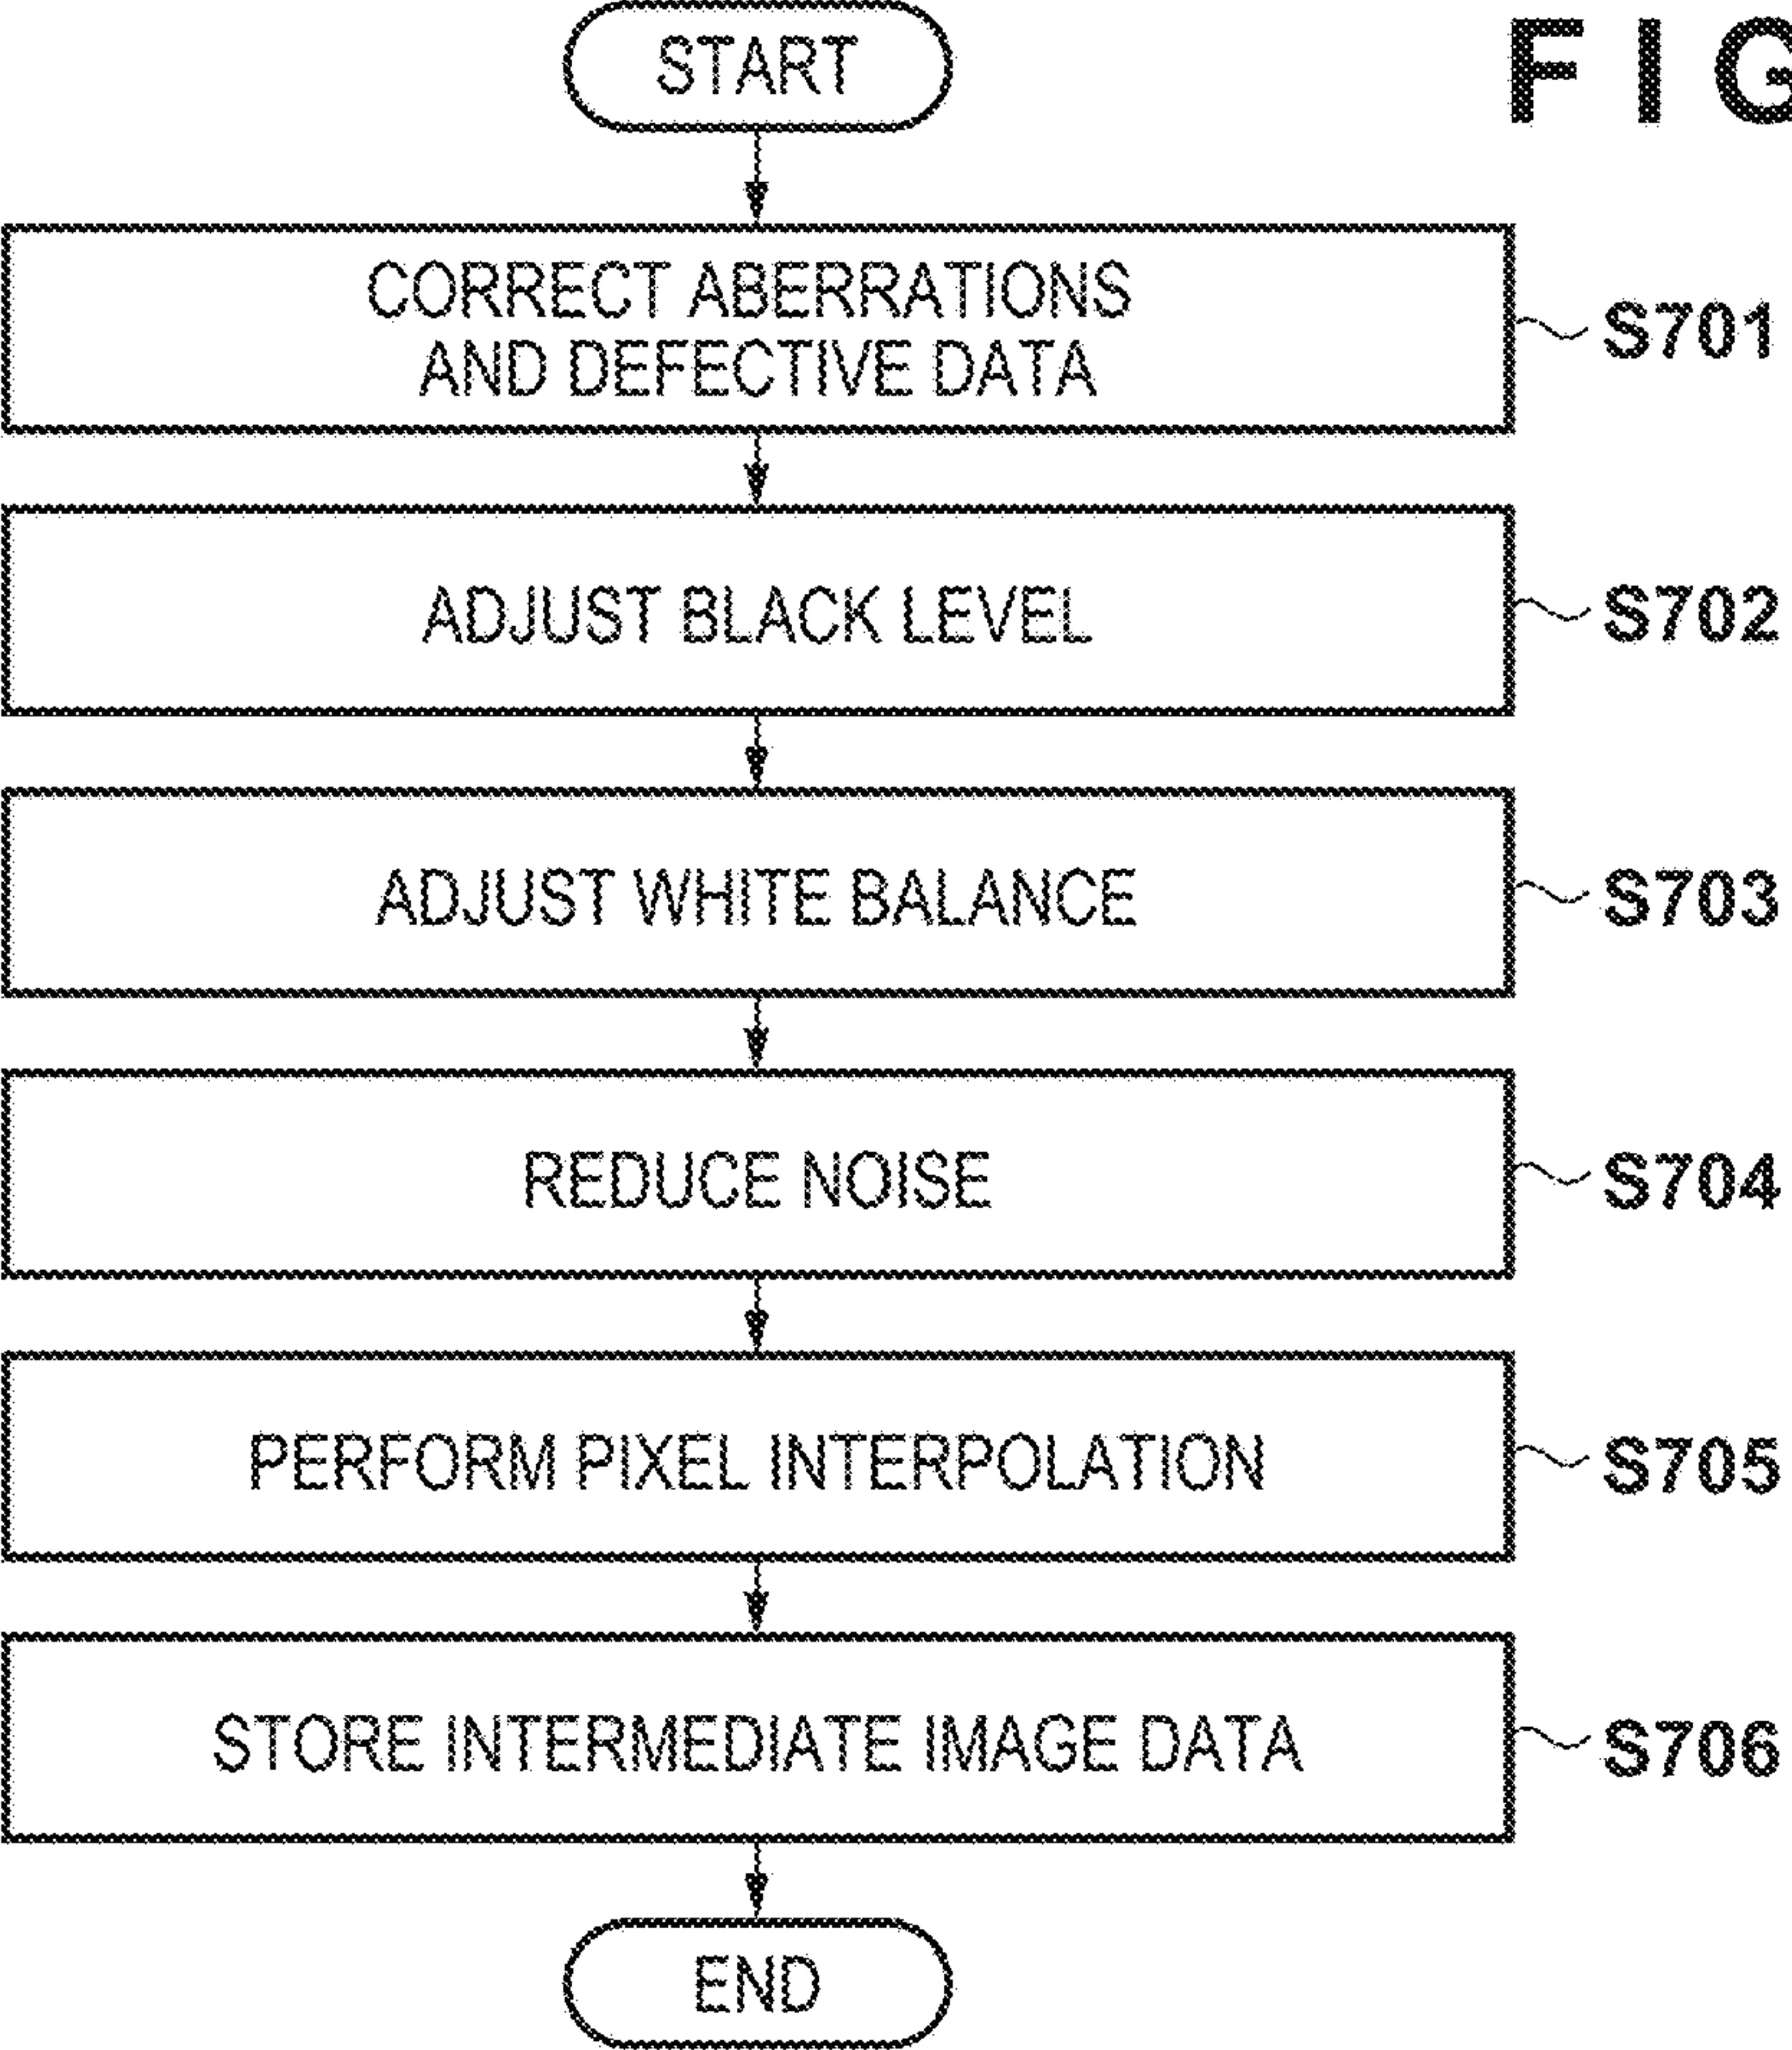 START
F I G
CORRECT ABERRATIONS
AND DEFECTIVE DATA
S701
ADJUST BLACK LEVEL
S702
ADJUST WHITE BALANCE
S703
REDUCE NOISE
S704
PERFORM PIXEL INTERPOLATION
S705
STORE INTERMEDIATE IMAGE DATA
S706
END